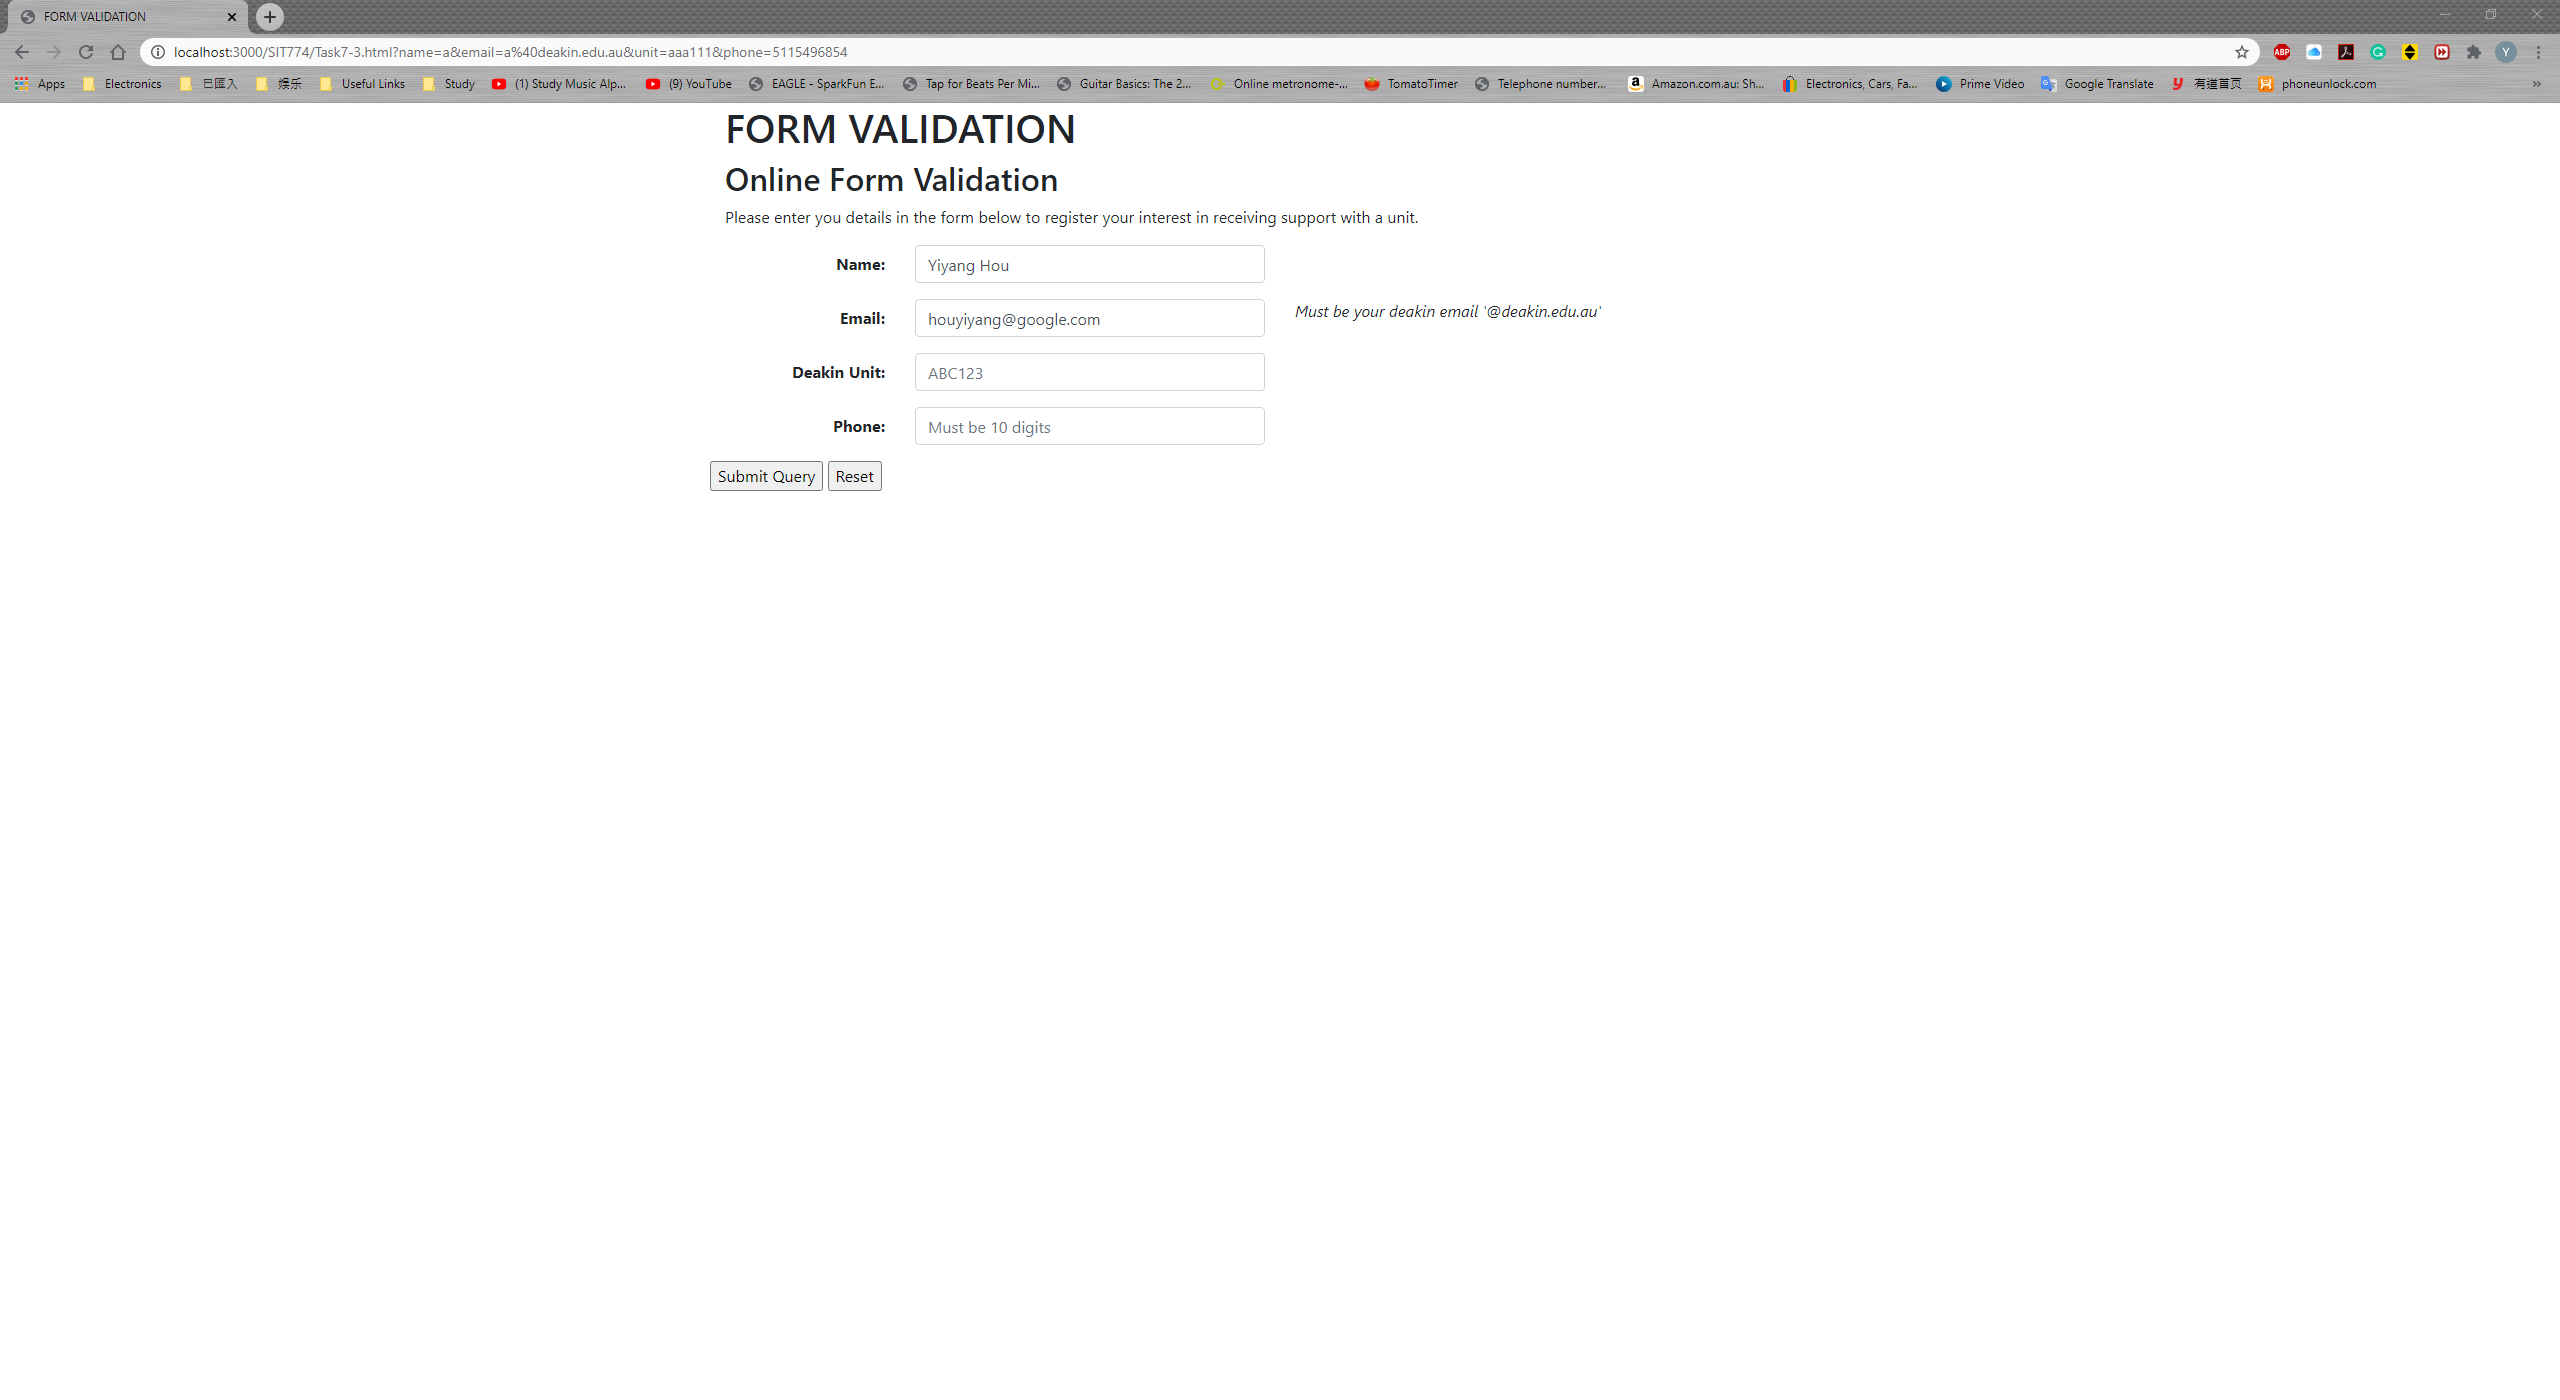 FORM VALIDATION
localhost:3000/SIT774/Task7-3.html?name=a&email=a%40deakin.edu.au&unit=aaa111&phone=5115496854
ABP
Y
Apps Electronics 已匯入 娱乐 Useful Links Study (1) Study Music Alp... (9) YouTube EAGLE - SparkFun E... Tap for Beats Per Mi... Guitar Basics: The 2... Online metronome-... TomatoTimer Telephone number... Amazon.com.au: Sh... Electronics, Cars, Fa... Prime Video Google Translate 有道首页 phoneunlock.com »
FORM VALIDATION
Online Form Validation
Please enter you details in the form below to register your interest in receiving support with a unit.
Name: Yiyang Hou
Email: houyiyang@google.com Must be your deakin email '@deakin.edu.au'
Deakin Unit: ABC123
Phone: Must be 10 digits
Submit Query Reset